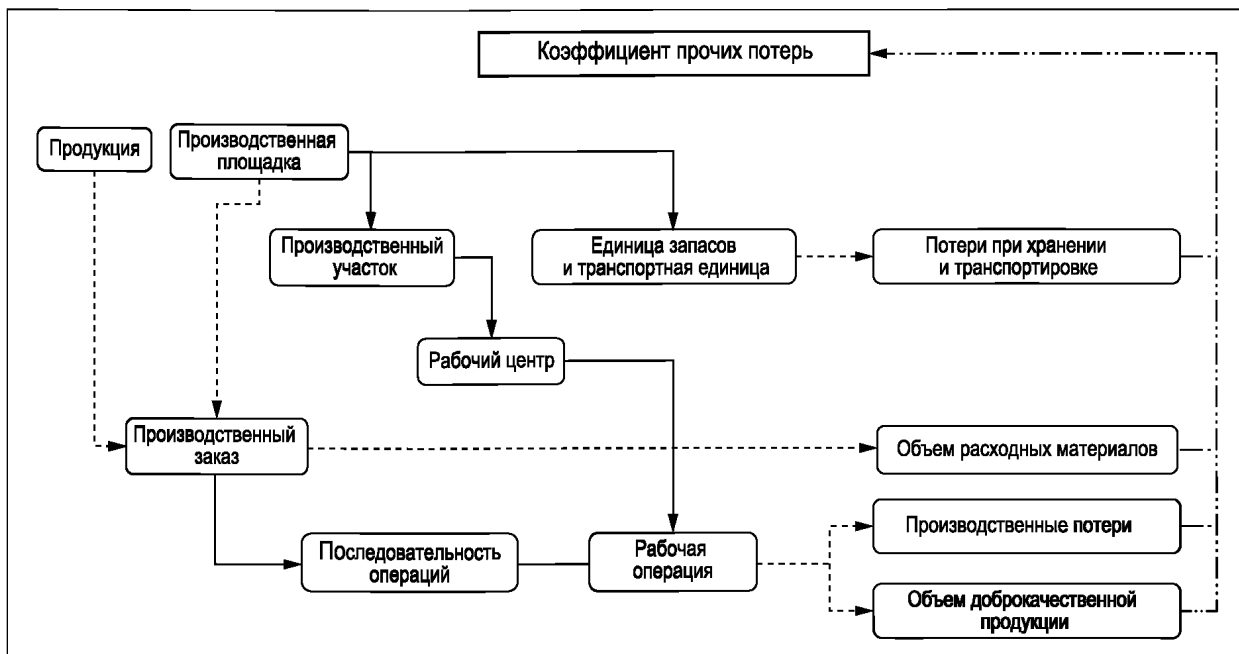 Коэффициент прочих потерь
Продукция
Производственная
площадка
Производственный
участок
Единица запасов
и транспортная единица
Потери при хранении
и транспортировке
Рабочий центр
Производственный
заказ
Объем расходных материалов
Производственные потери
Последовательность
операций
Рабочая
операция
Объем доброкачественной
продукции